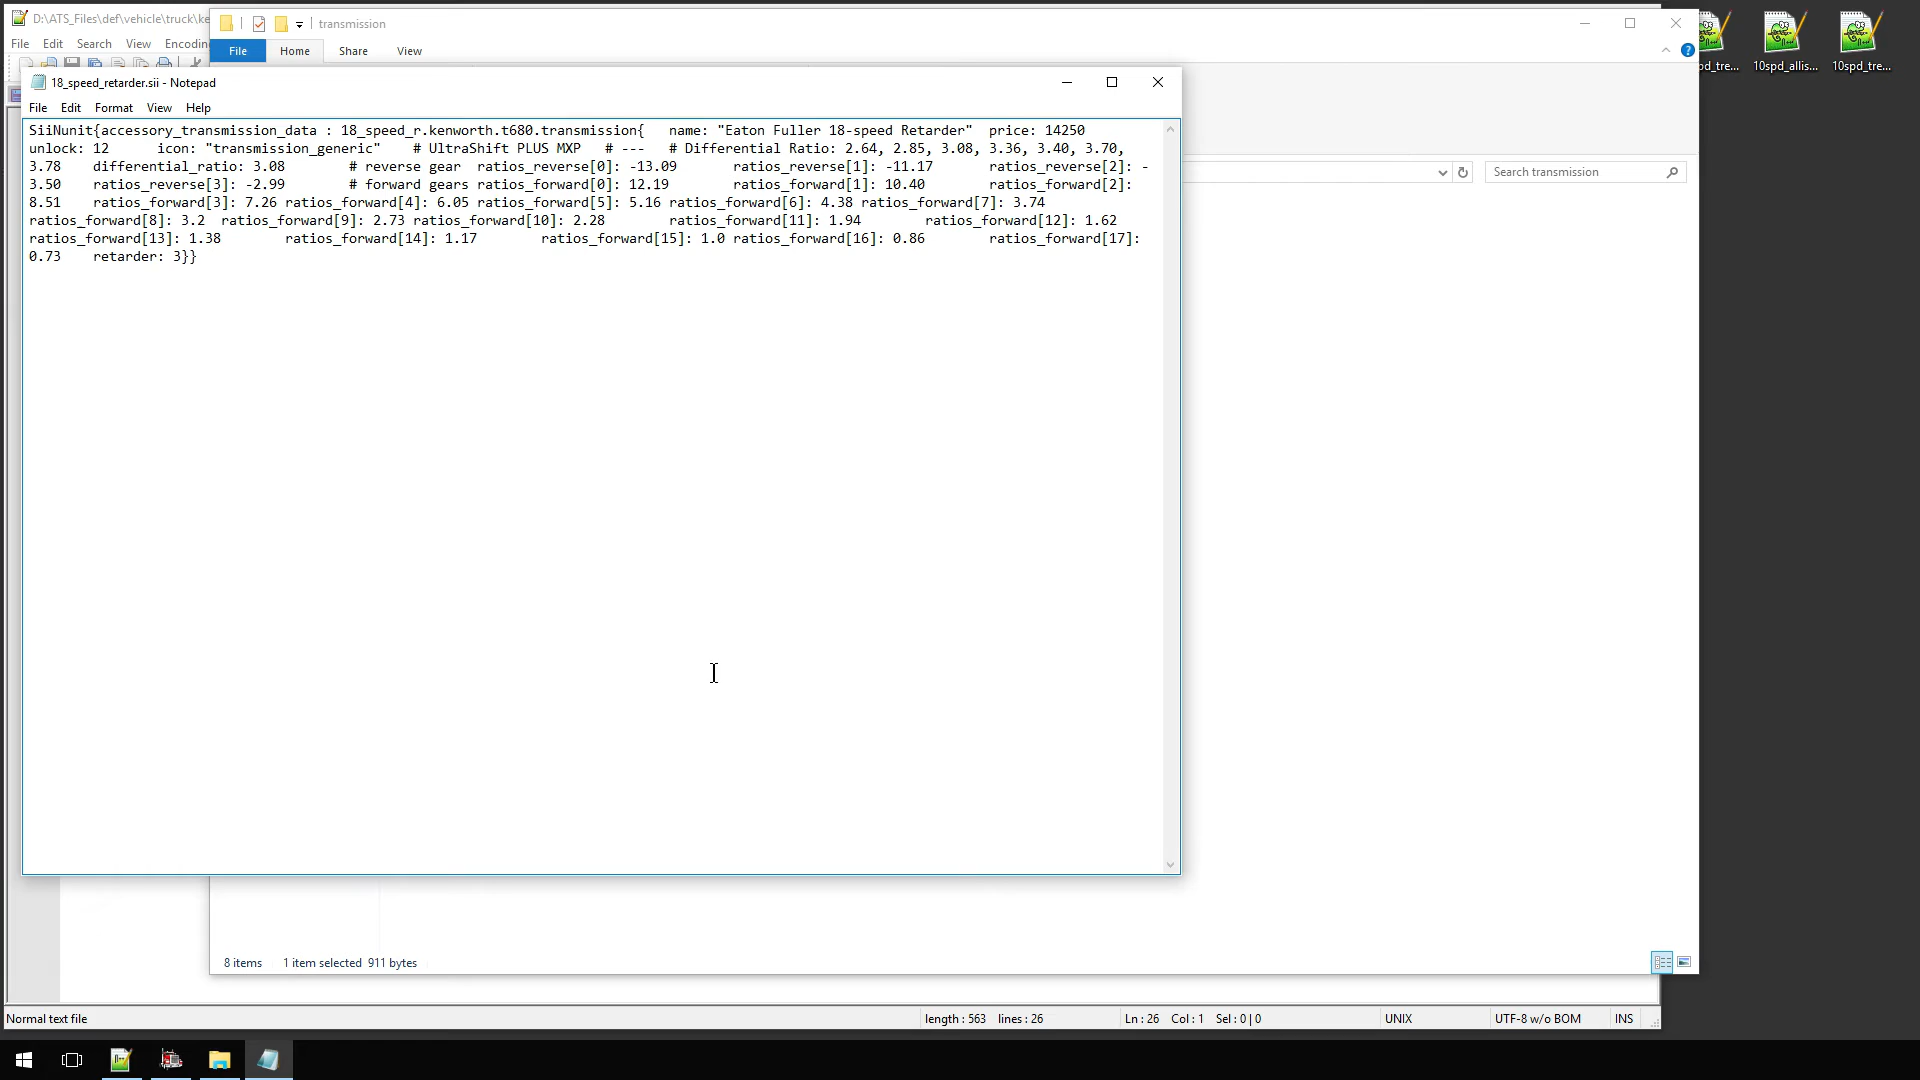 D:\ATS_Files\def\vehicle\truck\ke
transmission
File Edit Search View Encodin
File Home Share View
pd_tre...
10spd_allis...
10spd_tre...
18_speed_retarder.sii - Notepad
File Edit Format View Help
SiiNunit{accessory_transmission_data : 18_speed_r.kenworth.t680.transmission{ name: "Eaton Fuller 18-speed Retarder" price: 14250
unlock: 12 icon: "transmission_generic" # UltraShift PLUS MXP # --- # Differential Ratio: 2.64, 2.85, 3.08, 3.36, 3.40, 3.70,
3.78 differential_ratio: 3.08 # reverse gear ratios_reverse[0]: -13.09 ratios_reverse[1]: -11.17 ratios_reverse[2]: -
3.50 ratios_reverse[3]: -2.99 # forward gears ratios_forward[0]: 12.19 ratios_forward[1]: 10.40 ratios_forward[2]:
8.51 ratios_forward[3]: 7.26 ratios_forward[4]: 6.05 ratios_forward[5]: 5.16 ratios_forward[6]: 4.38 ratios_forward[7]: 3.74
ratios_forward[8]: 3.2 ratios_forward[9]: 2.73 ratios_forward[10]: 2.28 ratios_forward[11]: 1.94 ratios_forward[12]: 1.62
ratios_forward[13]: 1.38 ratios_forward[14]: 1.17 ratios_forward[15]: 1.0 ratios_forward[16]: 0.86 ratios_forward[17]:
0.73 retarder: 3}}
Search transmission
8 items 1 item selected 911 bytes
Normal text file length : 563 lines : 26 Ln : 26 Col : 1 Sel : 0 | 0 UNIX UTF-8 w/o BOM INS